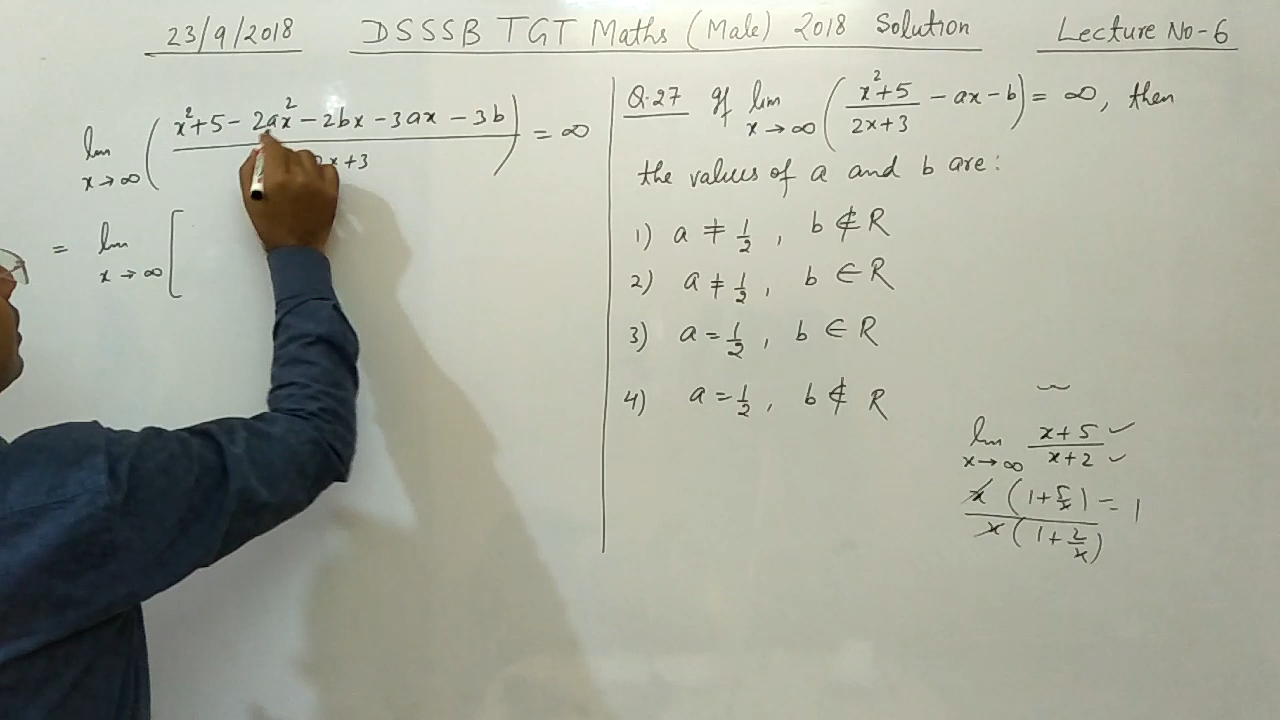 23/9/2018 DSSSB TGT Maths (Male) 2018 Solution Lecture No-6
lim x→∞ ( x²+5-2ax²-2bx-3ax-3b / x+3 ) = ∞
= lim x→∞ [
Q.27 If lim x→∞ ( x²+5 / 2x+3 - ax - b ) = ∞, then
the values of a and b are:
1) a ≠ 1/2, b ∉ R
2) a ≠ 1/2, b ∈ R
3) a = 1/2, b ∈ R
4) a = 1/2, b ∉ R
lim x→∞ x+5 / x+2
x (1+5/x) / x (1+2/x) = 1